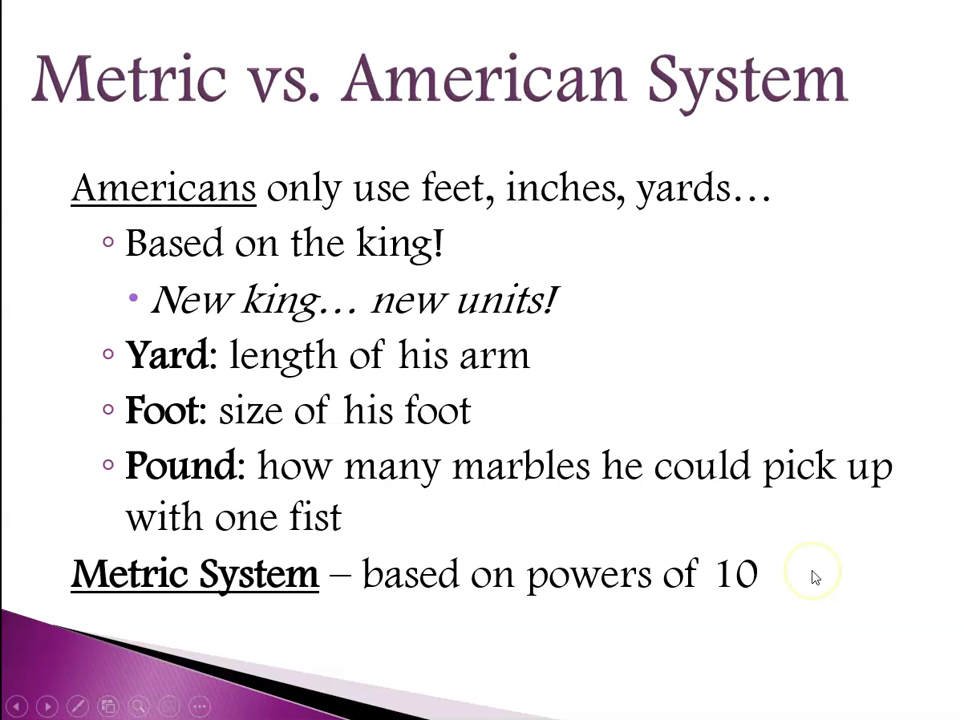 Metric vs. American System
Americans only use feet, inches, yards…
Based on the king!
New king… new units!
Yard: length of his arm
Foot: size of his foot
Pound: how many marbles he could pick up
with one fist
Metric System – based on powers of 10